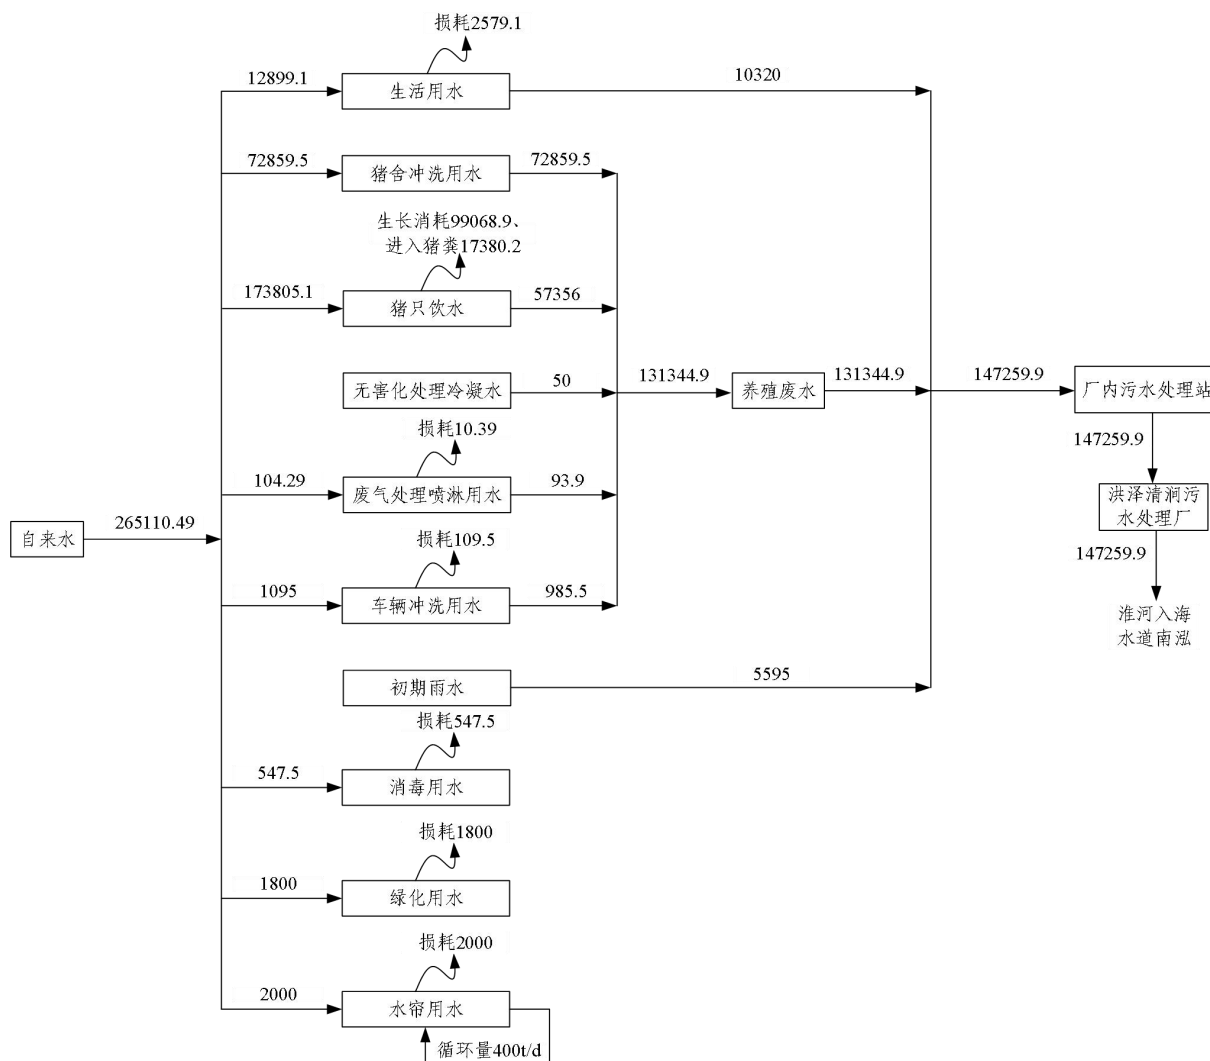 损耗2579.1
12899.1
生活用水
10320
72859.5
猪舍冲洗用水
72859.5
生长消耗99068.9、
进入猪粪17380.2
173805.1
猪只饮水
57356
无害化处理冷凝水
50
131344.9
养殖废水
131344.9
147259.9
厂内污水处理站
147259.9
损耗10.39
104.29
废气处理喷淋用水
93.9
洪泽清涧污
水处理厂
147259.9
淮河入海
水道南泓
自来水
265110.49
损耗109.5
1095
车辆冲洗用水
985.5
初期雨水
5595
损耗547.5
547.5
消毒用水
损耗1800
1800
绿化用水
损耗2000
2000
水帘用水
循环量400t/d